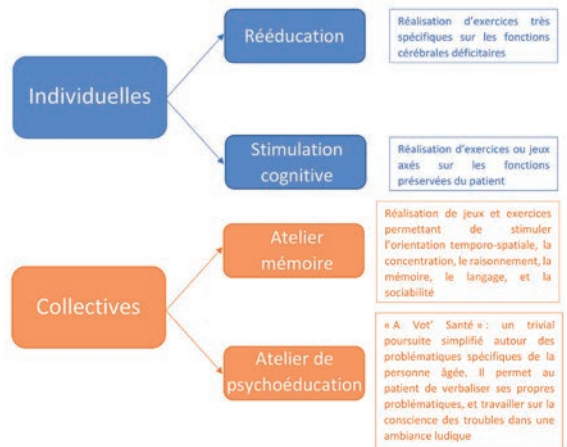 Individuelles
Rééducation
Réalisation d'exercices très
spécifiques sur les fonctions
cérébrales déficitaires
Stimulation
cognitive
Réalisation d'exercices ou jeux
axés sur les fonctions
préservées du patient
Collectives
Atelier
mémoire
Réalisation de jeux et exercices
permettant de stimuler
l'orientation temporo-spatiale, la
concentration, le raisonnement, la
mémoire, le langage, et la
sociabilité
Atelier de
psychoéducation
« A Vot' Santé » : un trivial
poursuite simplifié autour des
problématiques spécifiques de la
personne âgée. Il permet au
patient de verbaliser ses propres
problématiques, et travailler sur la
conscience des troubles dans une
ambiance ludique